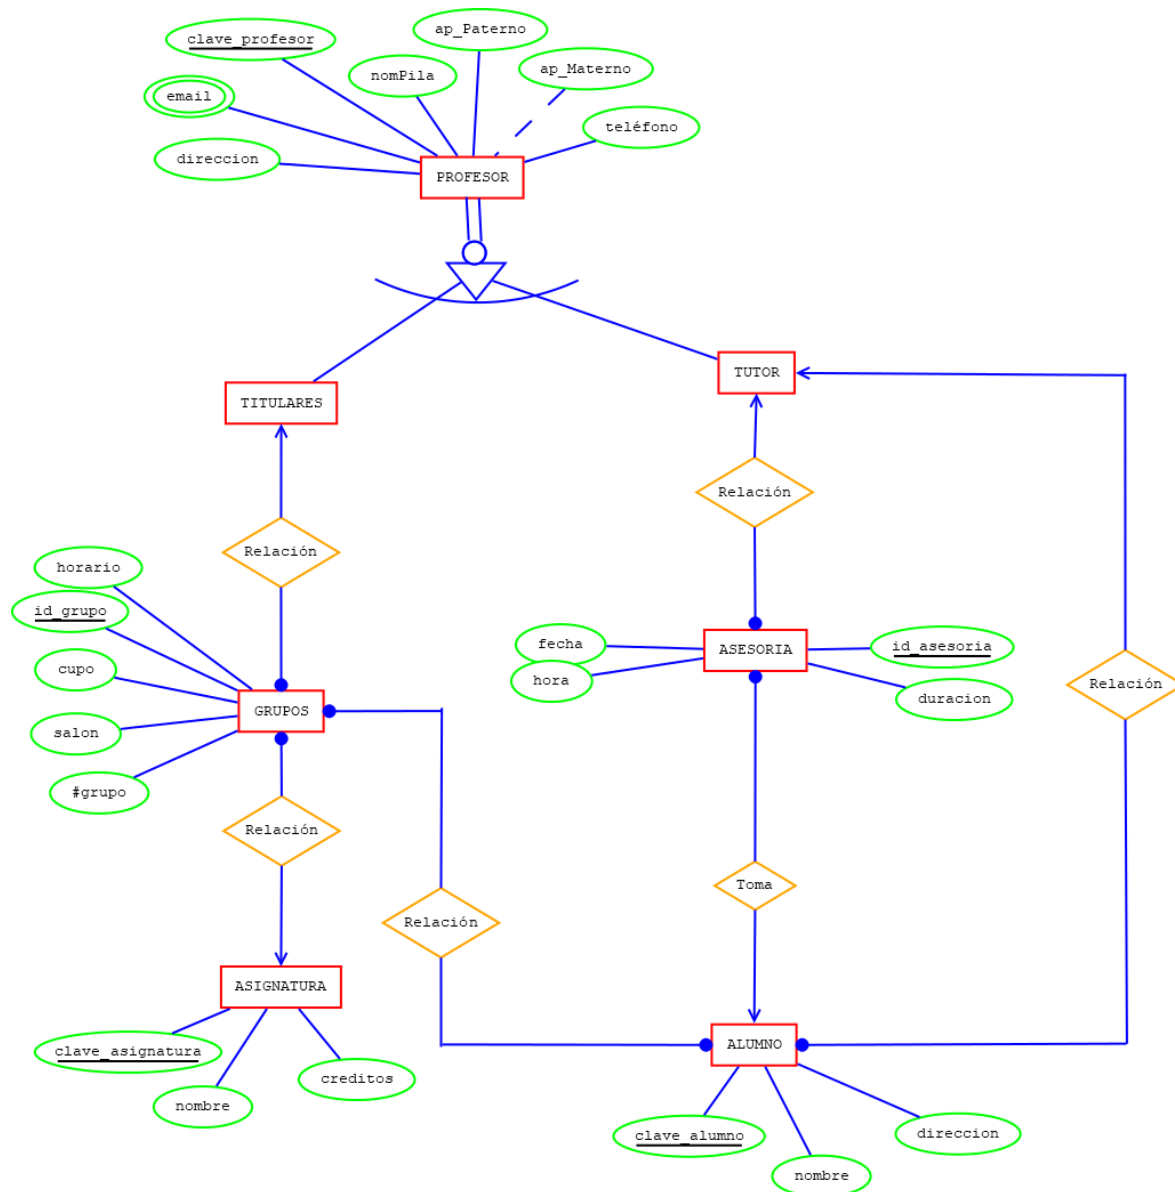 ap_Paterno
clave_profesor
ap_Materno
nomPila
email
teléfono
direccion
PROFESOR
TUTOR
TITULARES
Relación
Relación
horario
id_grupo
fecha
id_asesoria
ASESORIA
cupo
hora
Relación
duracion
GRUPOS
salon
#grupo
Relación
Toma
Relación
ASIGNATURA
ALUMNO
clave_asignatura
creditos
nombre
direccion
clave_alumno
nombre